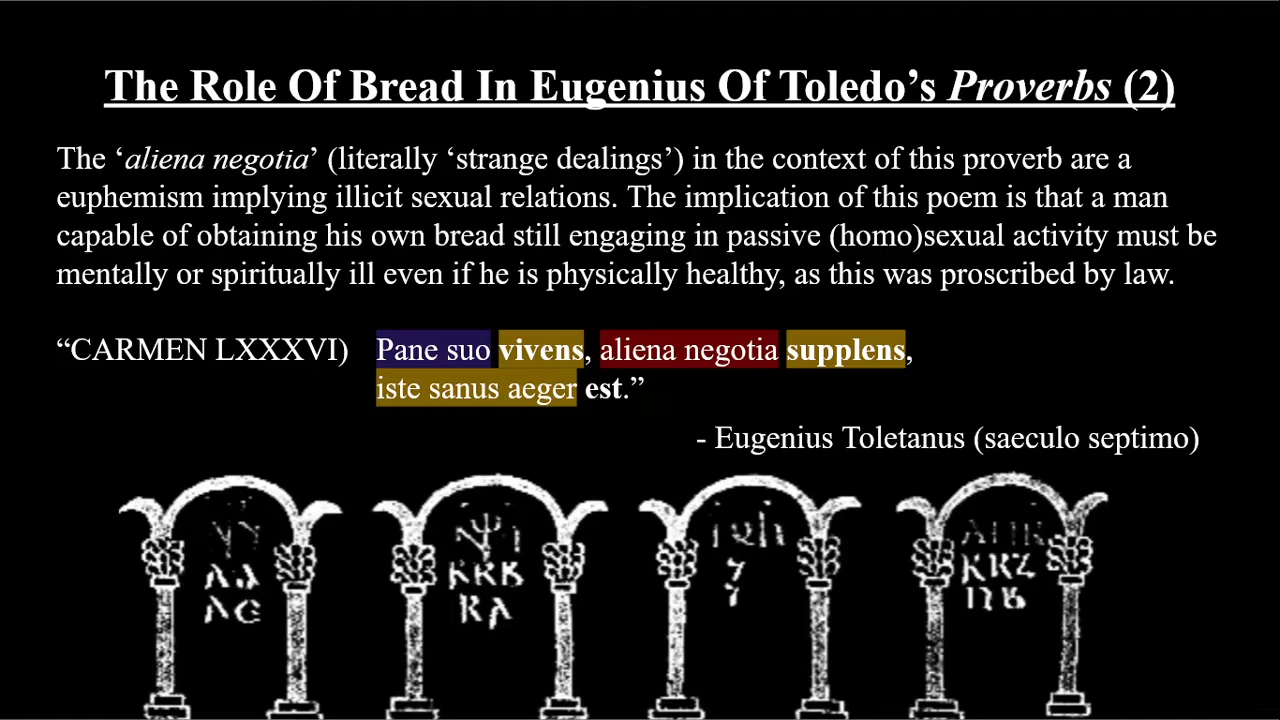 The Role Of Bread In Eugenius Of Toledo’s Proverbs (2)
The ‘aliena negotia’ (literally ‘strange dealings’) in the context of this proverb are a
euphemism implying illicit sexual relations. The implication of this poem is that a man
capable of obtaining his own bread still engaging in passive (homo)sexual activity must be
mentally or spiritually ill even if he is physically healthy, as this was proscribed by law.
“CARMEN LXXXVI) Pane suo vivens, aliena negotia supplens,
iste sanus aeger est.”
- Eugenius Toletanus (saeculo septimo)